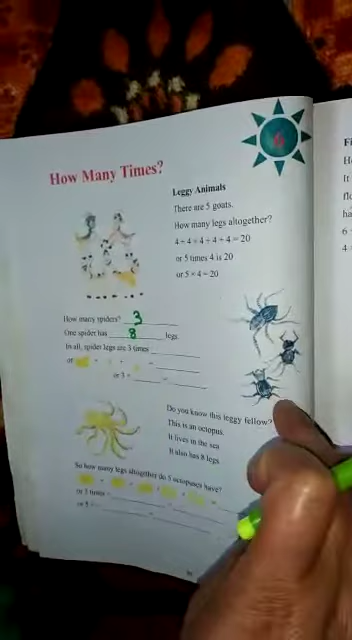 6
How Many Times?
Leggy Animals
There are 5 goats.
How many legs altogether?
4 + 4 + 4 + 4 + 4 = 20
or 5 times 4 is 20
or 5 × 4 = 20
How many spiders? 3
One spider has 8 legs
In all, spider legs are 3 times
or + + =
or 3 × =
Do you know this leggy fellow?
This is an octopus.
It lives in the sea
It also has 8 legs
So how many legs altogether do 5 octopuses have?
+ + + + =
or 5 times
or 5 × =